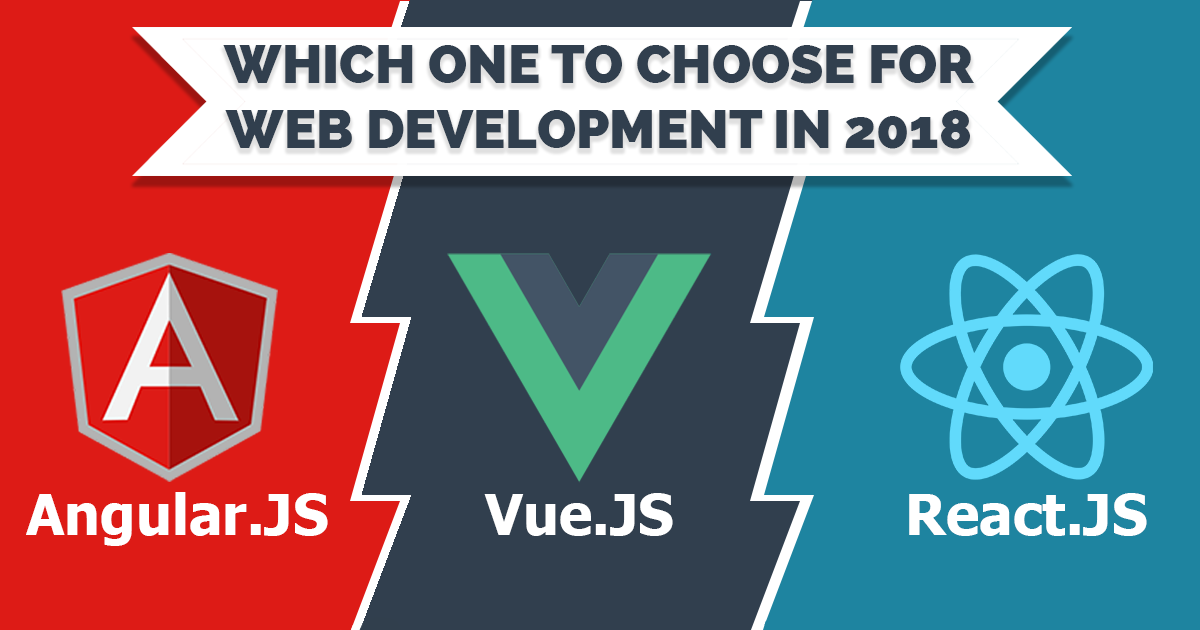 WHICH ONE TO CHOOSE FOR
WEB DEVELOPMENT IN 2018
A
Angular.JS
Vue.JS
React.JS